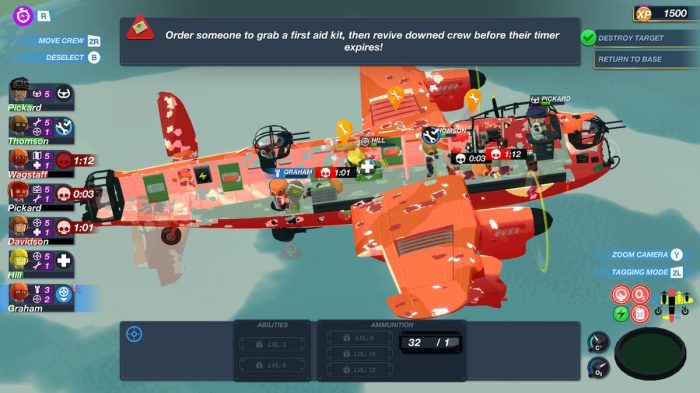 R
XP 1500
MOVE CREW ZR
DESELECT B
Order someone to grab a first aid kit, then revive downed crew before their timer
expires!
DESTROY TARGET
RETURN TO BASE
5
Pickard
5
1
Thomson
5
1
1:12
Wagstaff
5
0:03
Pickard
5
1
1:01
Davidson
5
1
Hill
3
2
Graham
PICKARD
THOMSON
HILL
GRAHAM
1:01
0:03
1:12
ZOOM CAMERA Y
TAGGING MODE ZL
O₂
ABILITIES
LVL: 3
LVL: 6
AMMUNITION
LVL: 8
LVL: 10
LVL: 12
32 / 1
C°
O₂